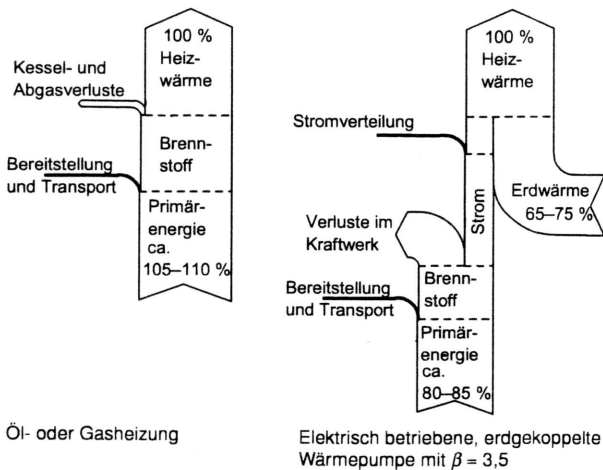 100 %
Heiz-
wärme
Kessel- und
Abgasverluste
Brenn-
stoff
Bereitstellung
und Transport
Primär-
energie
ca.
105–110 %
Öl- oder Gasheizung
100 %
Heiz-
wärme
Stromverteilung
Erdwärme
65–75 %
Strom
Verluste im
Kraftwerk
Brenn-
stoff
Bereitstellung
und Transport
Primär-
energie
ca.
80–85 %
Elektrisch betriebene, erdgekoppelte
Wärmepumpe mit β = 3,5